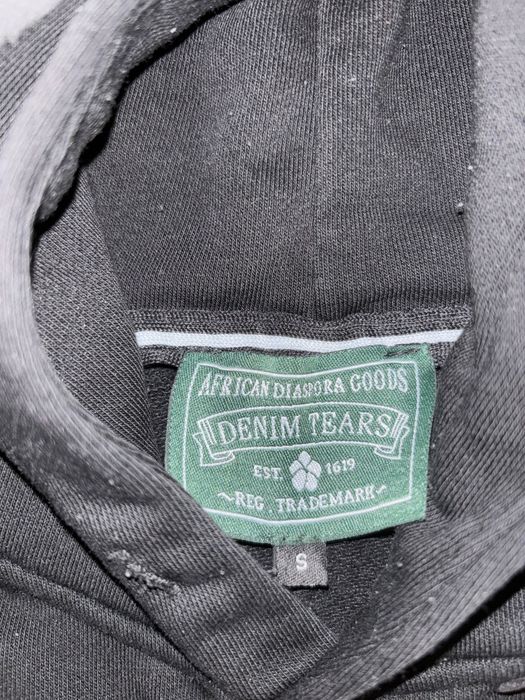 AFRICAN DIASPORA GOODS
DENIM TEARS
EST. 1619
~REG. TRADEMARK~
S